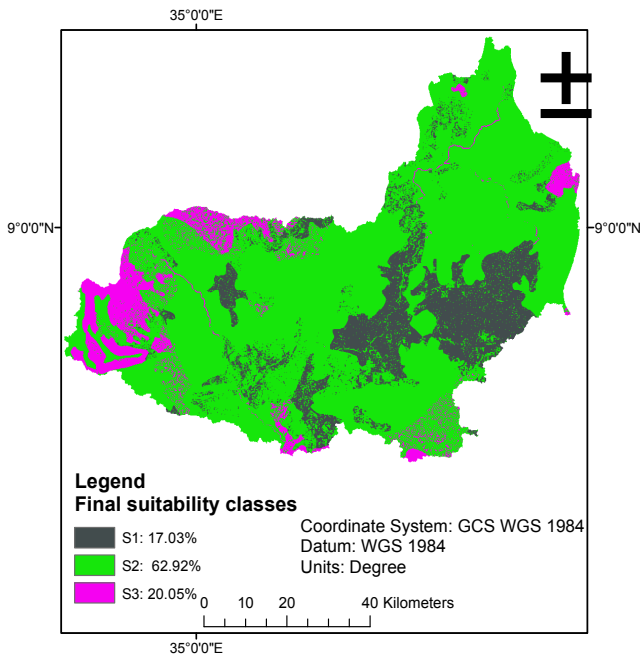 35°0'0"E
9°0'0"N
9°0'0"N
Legend
Final suitability classes
S1: 17.03%
S2: 62.92%
S3: 20.05%
Coordinate System: GCS WGS 1984
Datum: WGS 1984
Units: Degree
0 10 20 40 Kilometers
35°0'0"E